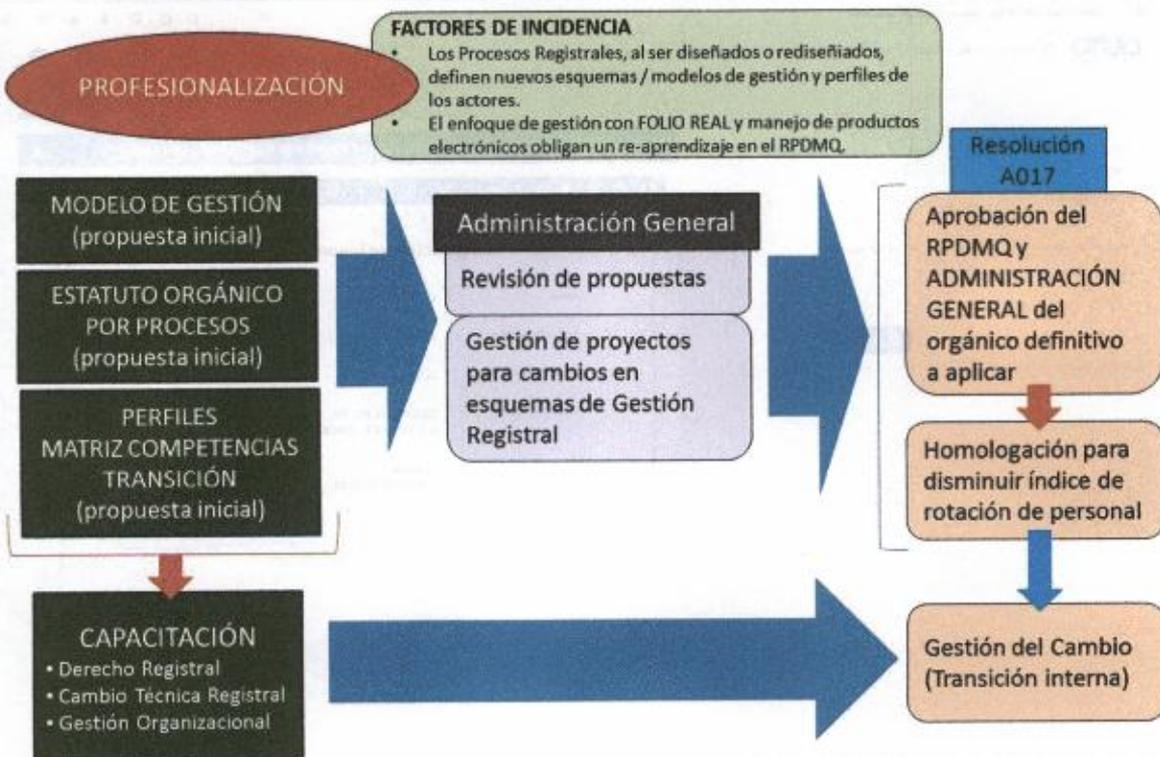 PROFESIONALIZACIÓN
FACTORES DE INCIDENCIA
• Los Procesos Registrales, al ser diseñados o rediseñiados,
definen nuevos esquemas / modelos de gestión y perfiles de
los actores.
• El enfoque de gestión con FOLIO REAL y manejo de productos
electrónicos obligan un re-aprendizaje en el RPDMQ.
MODELO DE GESTIÓN
(propuesta inicial)
ESTATUTO ORGÁNICO
POR PROCESOS
(propuesta inicial)
PERFILES
MATRIZ COMPETENCIAS
TRANSICIÓN
(propuesta inicial)
CAPACITACIÓN
• Derecho Registral
• Cambio Técnica Registral
• Gestión Organizacional
Administración General
Revisión de propuestas
Gestión de proyectos
para cambios en
esquemas de Gestión
Registral
Resolución
A017
Aprobación del
RPDMQ y
ADMINISTRACIÓN
GENERAL del
orgánico definitivo
a aplicar
Homologación para
disminuir índice de
rotación de personal
Gestión del Cambio
(Transición interna)